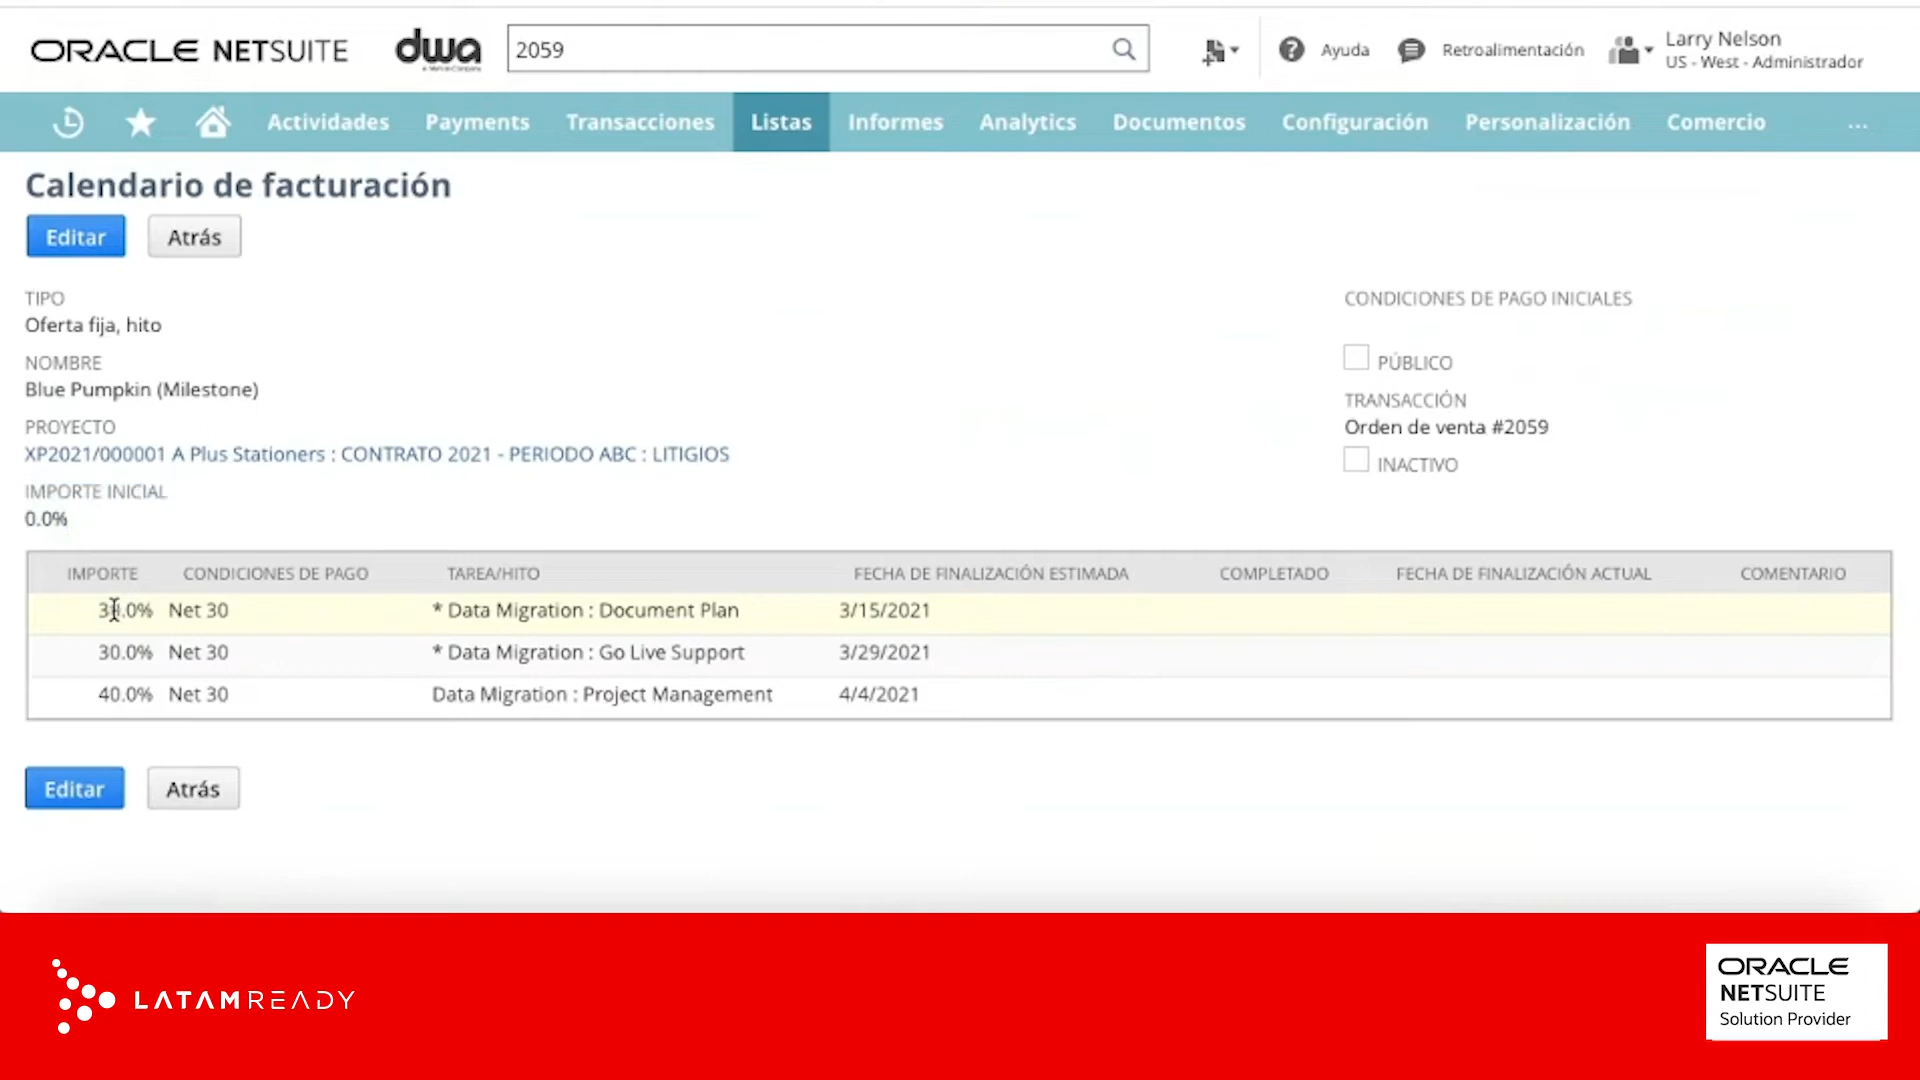 ORACLE NETSUITE
dwa
2059
Ayuda
Retroalimentación
Larry Nelson
US - West - Administrador
Actividades
Payments
Transacciones
Listas
Informes
Analytics
Documentos
Configuración
Personalización
Comercio
...
Calendario de facturación
Editar
Atrás
TIPO
Oferta fija, hito
NOMBRE
Blue Pumpkin (Milestone)
PROYECTO
XP2021/000001 A Plus Stationers : CONTRATO 2021 - PERIODO ABC : LITIGIOS
IMPORTE INICIAL
0.0%
CONDICIONES DE PAGO INICIALES
PÚBLICO
TRANSACCIÓN
Orden de venta #2059
INACTIVO
IMPORTE CONDICIONES DE PAGO TAREA/HITO FECHA DE FINALIZACIÓN ESTIMADA COMPLETADO FECHA DE FINALIZACIÓN ACTUAL COMENTARIO
Net 30 * Data Migration : Document Plan 3/15/2021
30.0% Net 30 * Data Migration : Go Live Support 3/29/2021
40.0% Net 30 Data Migration : Project Management 4/4/2021
Editar
Atrás
LATAMREADY
ORACLE
NETSUITE
Solution Provider